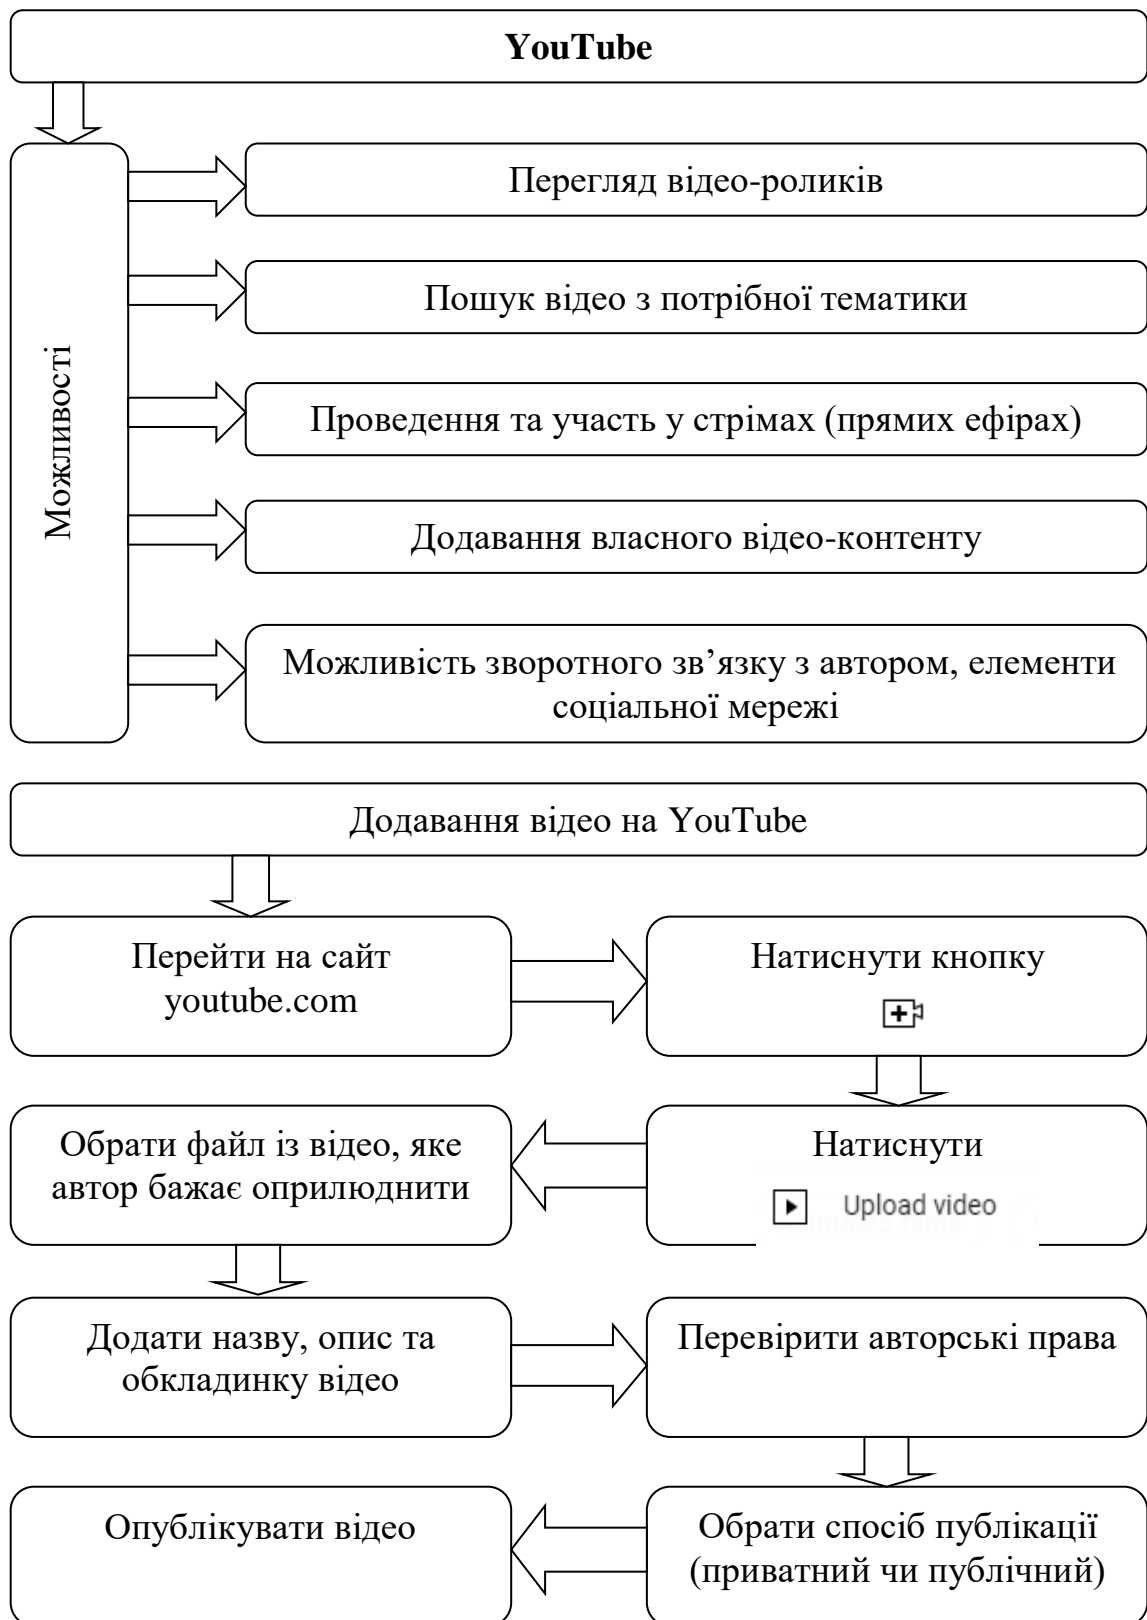 YouTube
Можливості
Перегляд відео-роликів
Пошук відео з потрібної тематики
Проведення та участь у стрімах (прямих ефірах)
Додавання власного відео-контенту
Можливість зворотного зв’язку з автором, елементи
соціальної мережі
Додавання відео на YouTube
Перейти на сайт
youtube.com
Натиснути кнопку
Натиснути
Upload video
Обрати файл із відео, яке
автор бажає оприлюднити
Додати назву, опис та
обкладинку відео
Перевірити авторські права
Обрати спосіб публікації
(приватний чи публічний)
Опублікувати відео